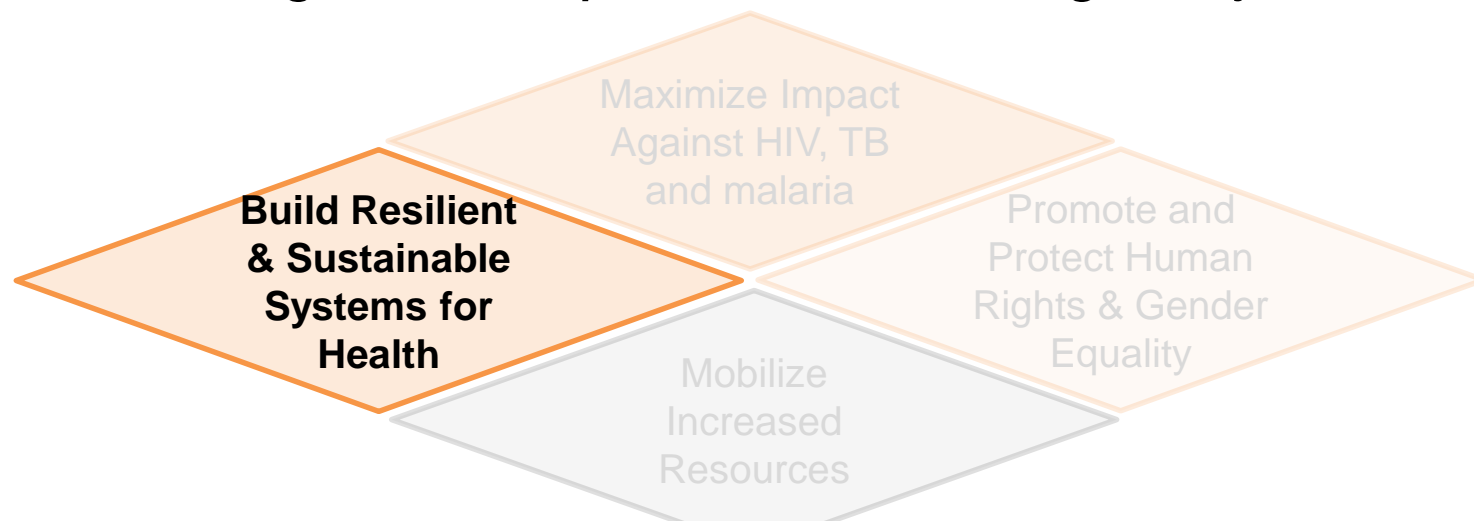 Maximize Impact
Against HIV, TB
and malaria
Build Resilient
& Sustainable
Systems for
Health
Promote and
Protect Human
Rights & Gender
Equality
Mobilize
Increased
Resources